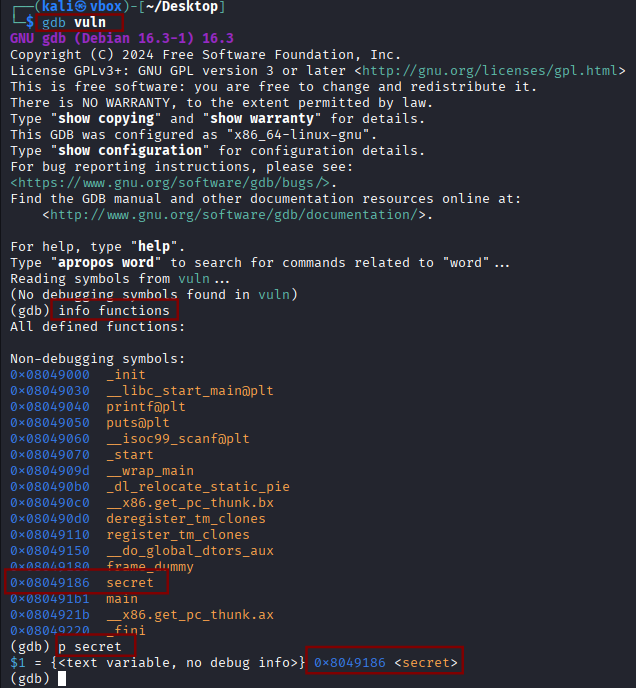 ┌──(kali㉿vbox)-[~/Desktop]
└─$ gdb vuln
GNU gdb (Debian 16.3-1) 16.3
Copyright (C) 2024 Free Software Foundation, Inc.
License GPLv3+: GNU GPL version 3 or later <http://gnu.org/licenses/gpl.html>
This is free software: you are free to change and redistribute it.
There is NO WARRANTY, to the extent permitted by law.
Type "show copying" and "show warranty" for details.
This GDB was configured as "x86_64-linux-gnu".
Type "show configuration" for configuration details.
For bug reporting instructions, please see:
<https://www.gnu.org/software/gdb/bugs/>.
Find the GDB manual and other documentation resources online at:
    <http://www.gnu.org/software/gdb/documentation/>.

For help, type "help".
Type "apropos word" to search for commands related to "word"...
Reading symbols from vuln...
(No debugging symbols found in vuln)
(gdb) info functions
All defined functions:

Non-debugging symbols:
0x08049000  _init
0x08049030  __libc_start_main@plt
0x08049040  printf@plt
0x08049050  puts@plt
0x08049060  __isoc99_scanf@plt
0x08049070  _start
0x0804909d  __wrap_main
0x080490b0  _dl_relocate_static_pie
0x080490c0  __x86.get_pc_thunk.bx
0x080490d0  deregister_tm_clones
0x08049110  register_tm_clones
0x08049150  __do_global_dtors_aux
0x08049180  frame_dummy
0x08049186  secret
0x080491b1  main
0x0804921b  __x86.get_pc_thunk.ax
0x08049220  _fini
(gdb) p secret
$1 = {<text variable, no debug info>} 0x8049186 <secret>
(gdb)